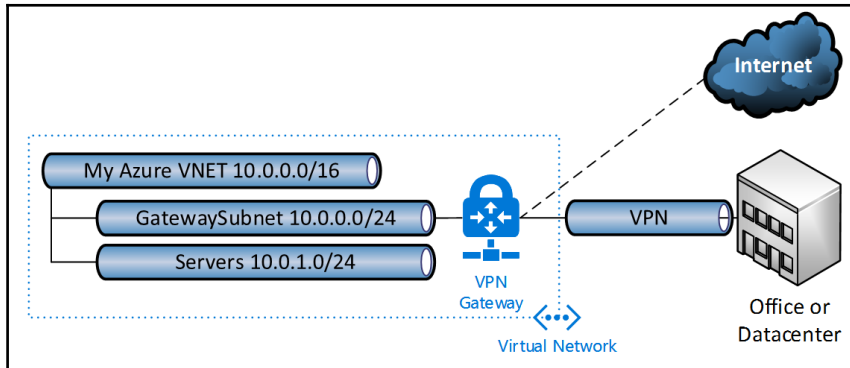 Internet
My Azure VNET 10.0.0.0/16
GatewaySubnet 10.0.0.0/24
VPN
Servers 10.0.1.0/24
VPN
Gateway
Office or
Datacenter
Virtual Network